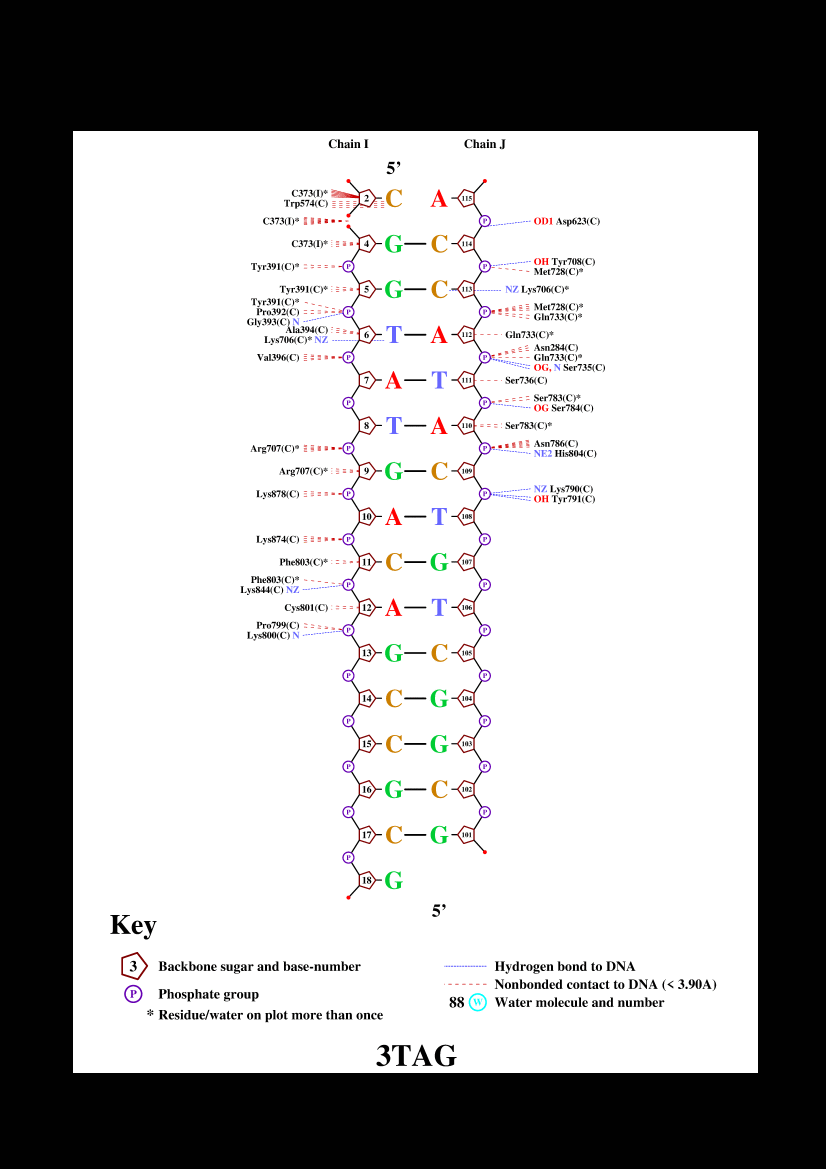 Chain I Chain J
5’
C373(I)*
Trp574(C) 2 C A 115
C373(I)* P OD1 Asp623(C)
C373(I)* 4 G C 114
OH Tyr708(C)
Tyr391(C)* P P Met728(C)*
Tyr391(C)* 5 G C 113 NZ Lys706(C)*
Tyr391(C)* Met728(C)*
Pro392(C) P P Gln733(C)*
Gly393(C) N
Ala394(C) 6 T A 112 Gln733(C)*
Lys706(C)* NZ
Asn284(C)
Val396(C) P P Gln733(C)*
OG, N Ser735(C)
7 A T 111 Ser736(C)
Ser783(C)*
P P OG Ser784(C)
8 T A 110 Ser783(C)*
Asn786(C)
Arg707(C)* P P NE2 His804(C)
Arg707(C)* 9 G C 109
NZ Lys790(C)
Lys878(C) P P OH Tyr791(C)
10 A T 108
Lys874(C) P P
Phe803(C)* 11 C G 107
Phe803(C)* P P
Lys844(C) NZ
Cys801(C) 12 A T 106
Pro799(C) P P
Lys800(C) N
13 G C 105
P P
14 C G 104
P P
15 C G 103
P P
16 G C 102
P P
17 C G 101
P
18 G
5’
Key
3 Backbone sugar and base-number
P Phosphate group
* Residue/water on plot more than once
Hydrogen bond to DNA
Nonbonded contact to DNA (< 3.90A)
88 W Water molecule and number
3TAG